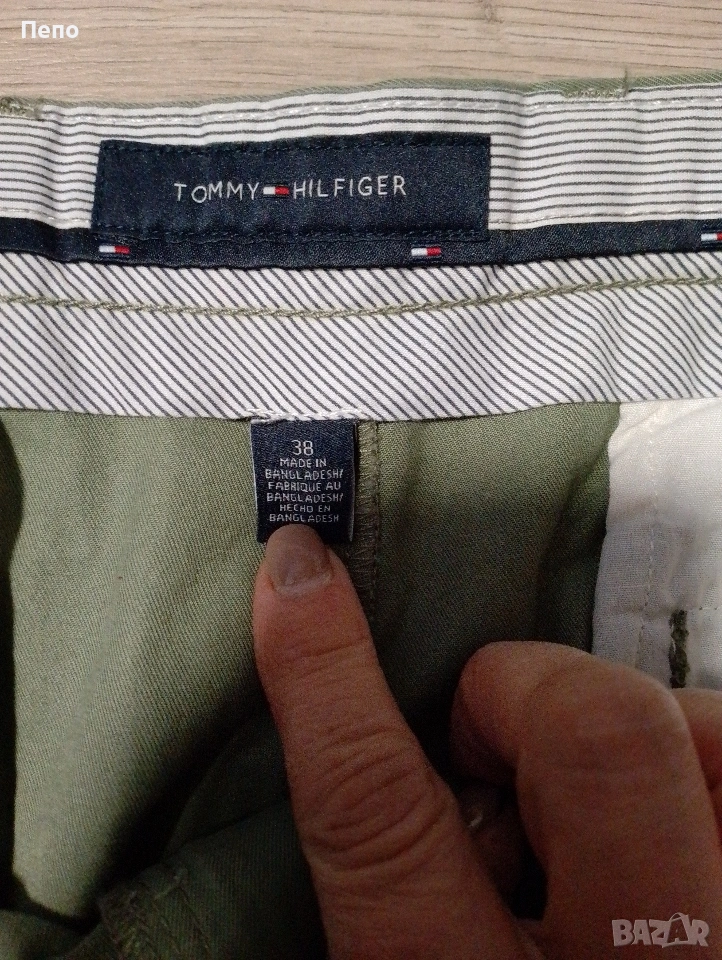 Пепо
TOMMY HILFIGER
38
MADE IN
BANGLADESH/
FABRIQUE AU
BANGLADESH/
HECHO EN
BANGLADESH
BAZAR